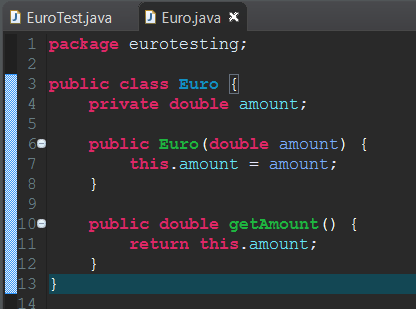 EuroTest.java Euro.java
1 package eurotesting;
2
3 public class Euro {
4     private double amount;
5
6     public Euro(double amount) {
7         this.amount = amount;
8     }
9
10     public double getAmount() {
11         return this.amount;
12     }
13 }
14